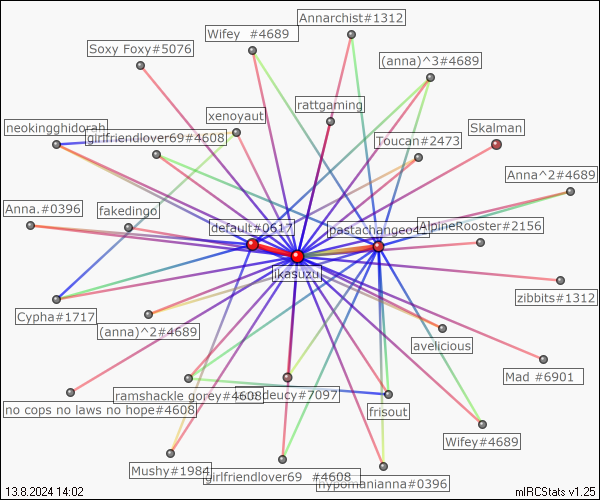 Annarchist#1312
Wifey  #4689
Soxy Foxy#5076
(anna)^3#4689
rattgaming
xenoyaut
neokingghidorah
girlfriendlover69#4608
Skalman
Toucan#2473
Anna^2#4689
Anna.#0396
fakedingo
default#0617
AlpineRooster#2156
ikasuzu
zibbits#1312
Cypha#1717
(anna)^2#4689
avelicious
Mad #6901
ramshackle gorey#4608
deucy#7097
no cops no laws no hope#4608
frisout
Wifey#4689
Mushy#1984
girlfriendlover69  #4608
hypomanianna#0396
13.8.2024 14:02
mIRCStats v1.25